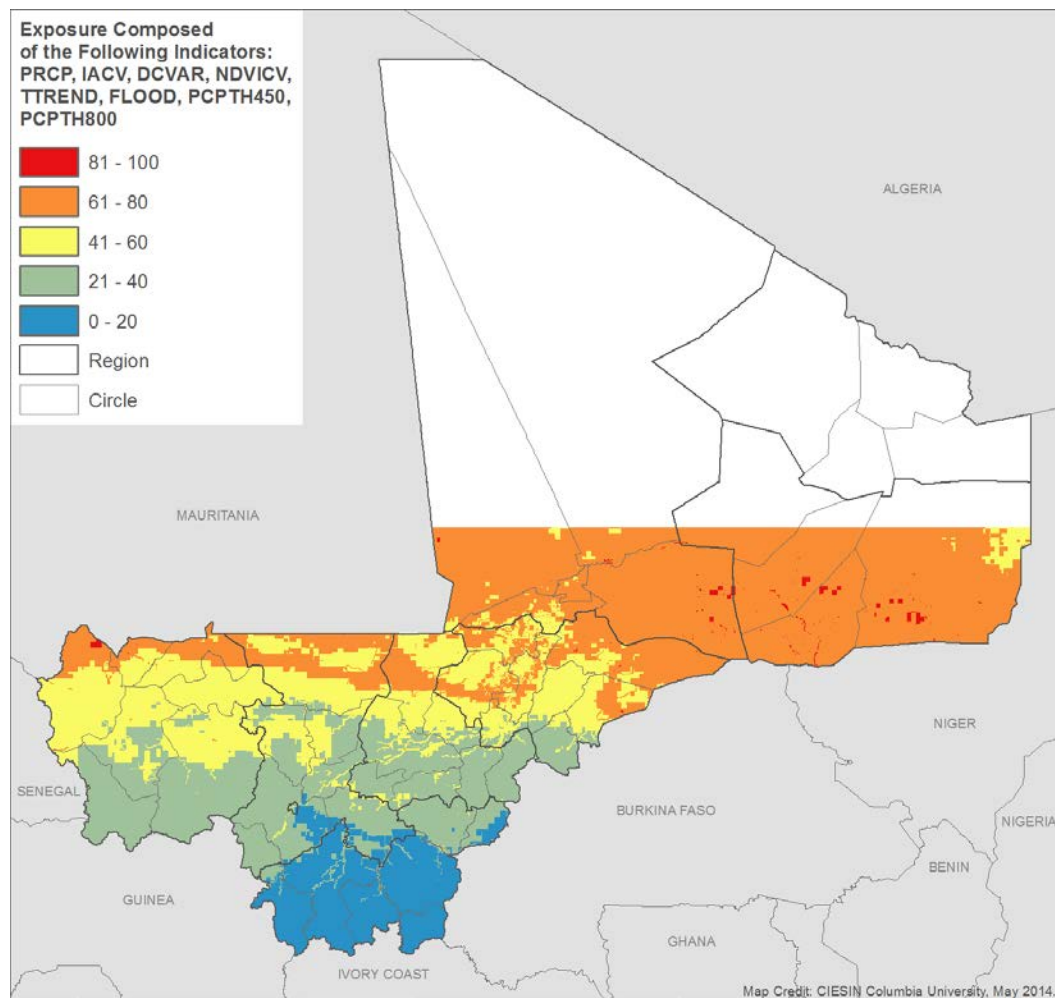 Exposure Composed
of the Following Indicators:
PRCP, IACV, DCVAR, NDVICV,
TTREND, FLOOD, PCPTH450,
PCPTH800
81 - 100
61 - 80
41 - 60
21 - 40
0 - 20
Region
Circle
ALGERIA
MAURITANIA
NIGER
SENEGAL
BURKINA FASO
NIGERIA
BENIN
GUINEA
GHANA
IVORY COAST
Map Credit: CIESIN Columbia University, May 2014.